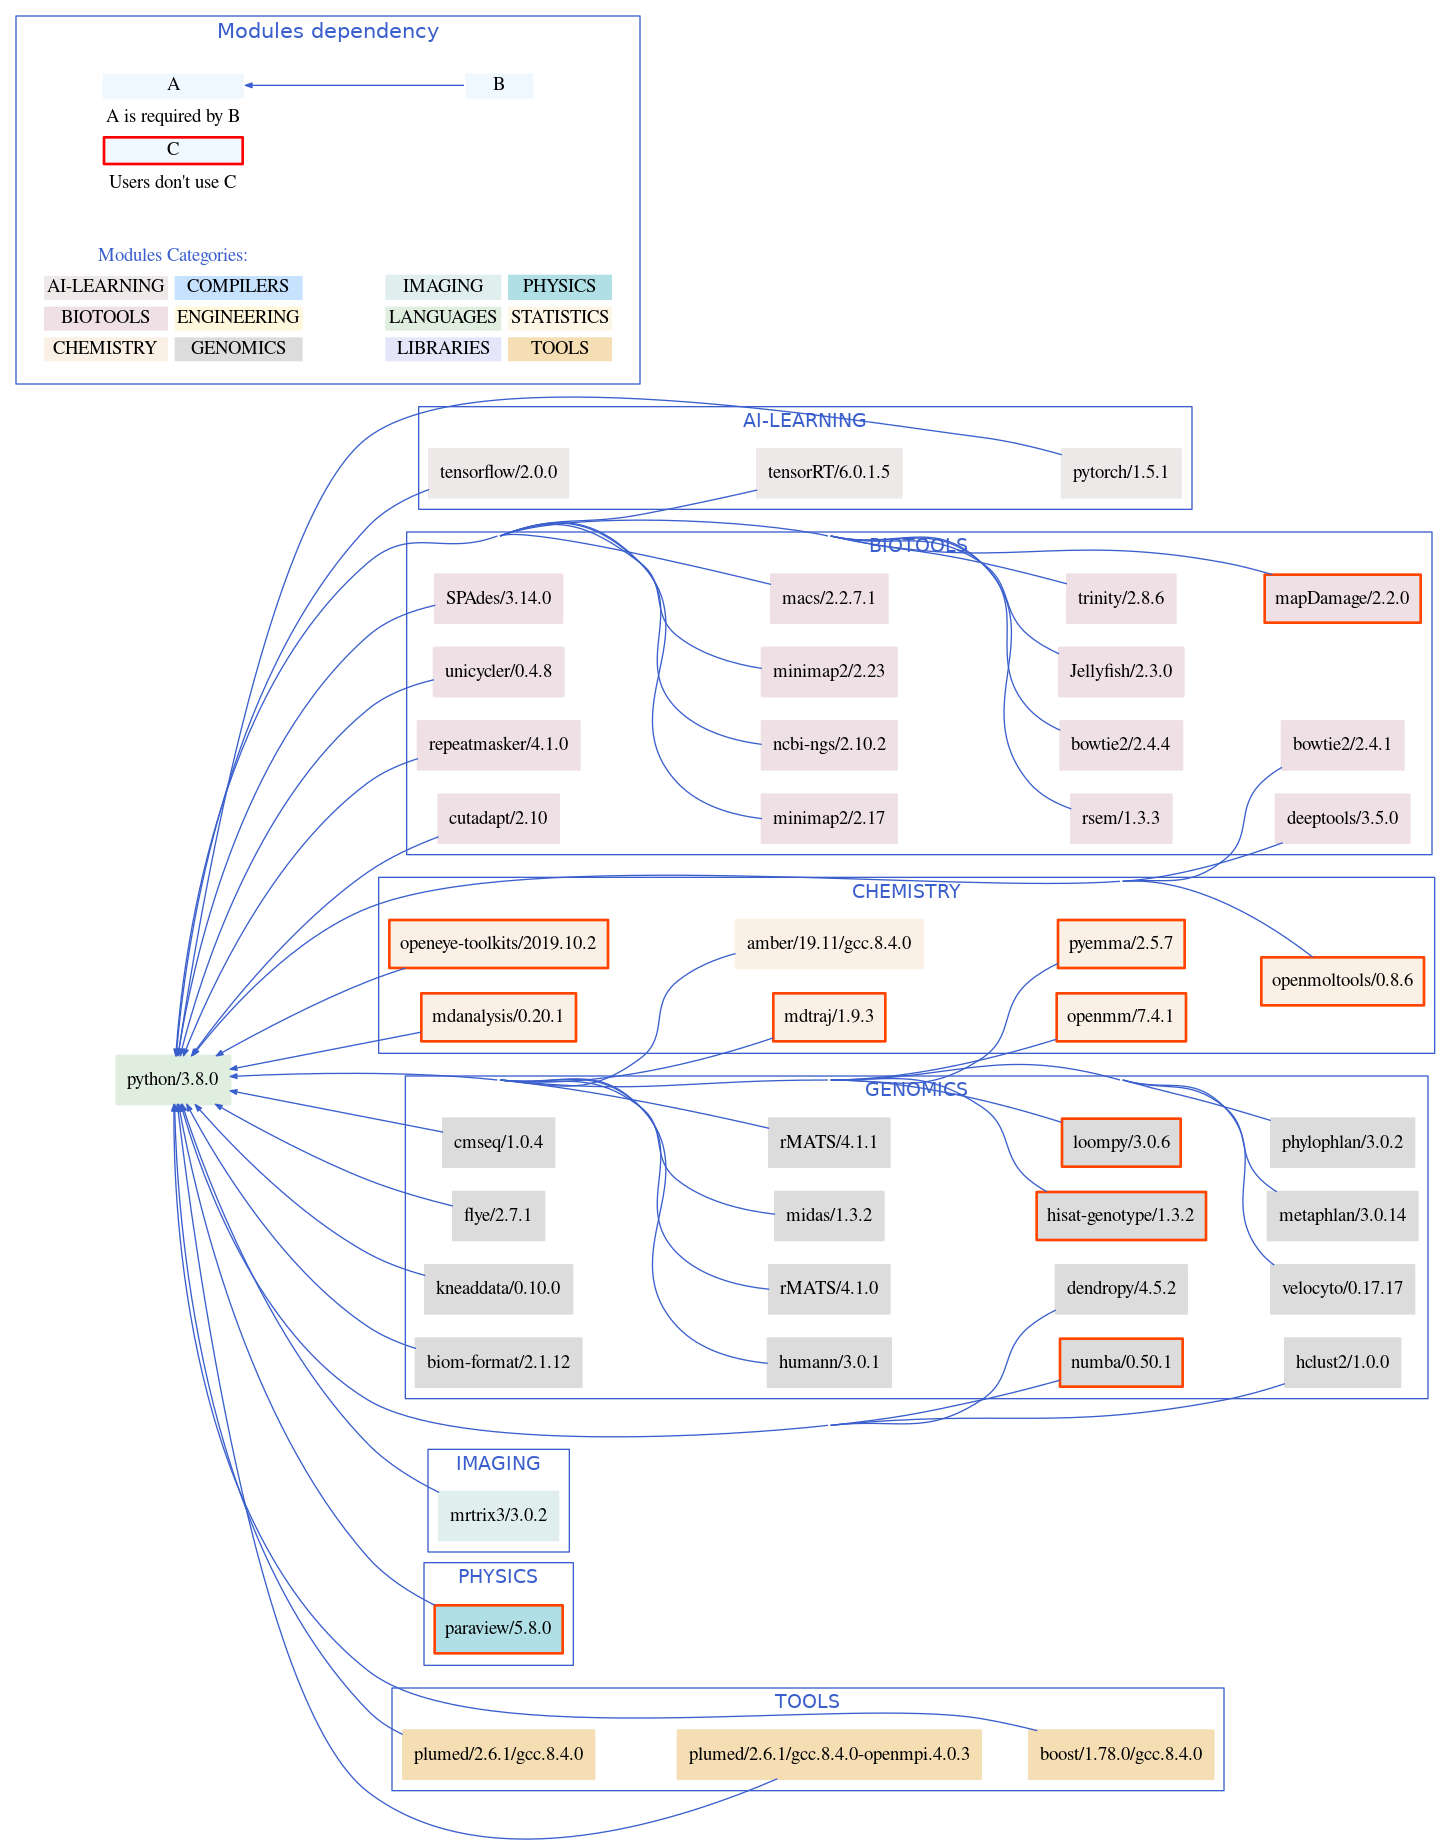 Modules dependency
A
B
A is required by B
C
Users don't use C
Modules Categories:
AI-LEARNING COMPILERS IMAGING PHYSICS
BIOTOOLS ENGINEERING LANGUAGES STATISTICS
CHEMISTRY GENOMICS LIBRARIES TOOLS
AI-LEARNING
tensorflow/2.0.0 tensorRT/6.0.1.5 pytorch/1.5.1
BIOTOOLS
SPAdes/3.14.0 macs/2.2.7.1 trinity/2.8.6 mapDamage/2.2.0
unicycler/0.4.8 minimap2/2.23 Jellyfish/2.3.0
repeatmasker/4.1.0 ncbi-ngs/2.10.2 bowtie2/2.4.4 bowtie2/2.4.1
cutadapt/2.10 minimap2/2.17 rsem/1.3.3 deeptools/3.5.0
CHEMISTRY
openeye-toolkits/2019.10.2 amber/19.11/gcc.8.4.0 pyemma/2.5.7
openmoltools/0.8.6
mdanalysis/0.20.1 mdtraj/1.9.3 openmm/7.4.1
python/3.8.0
GENOMICS
cmseq/1.0.4 rMATS/4.1.1 loompy/3.0.6 phylophlan/3.0.2
flye/2.7.1 midas/1.3.2 hisat-genotype/1.3.2 metaphlan/3.0.14
kneaddata/0.10.0 rMATS/4.1.0 dendropy/4.5.2 velocyto/0.17.17
biom-format/2.1.12 humann/3.0.1 numba/0.50.1 hclust2/1.0.0
IMAGING
mrtrix3/3.0.2
PHYSICS
paraview/5.8.0
TOOLS
plumed/2.6.1/gcc.8.4.0 plumed/2.6.1/gcc.8.4.0-openmpi.4.0.3 boost/1.78.0/gcc.8.4.0